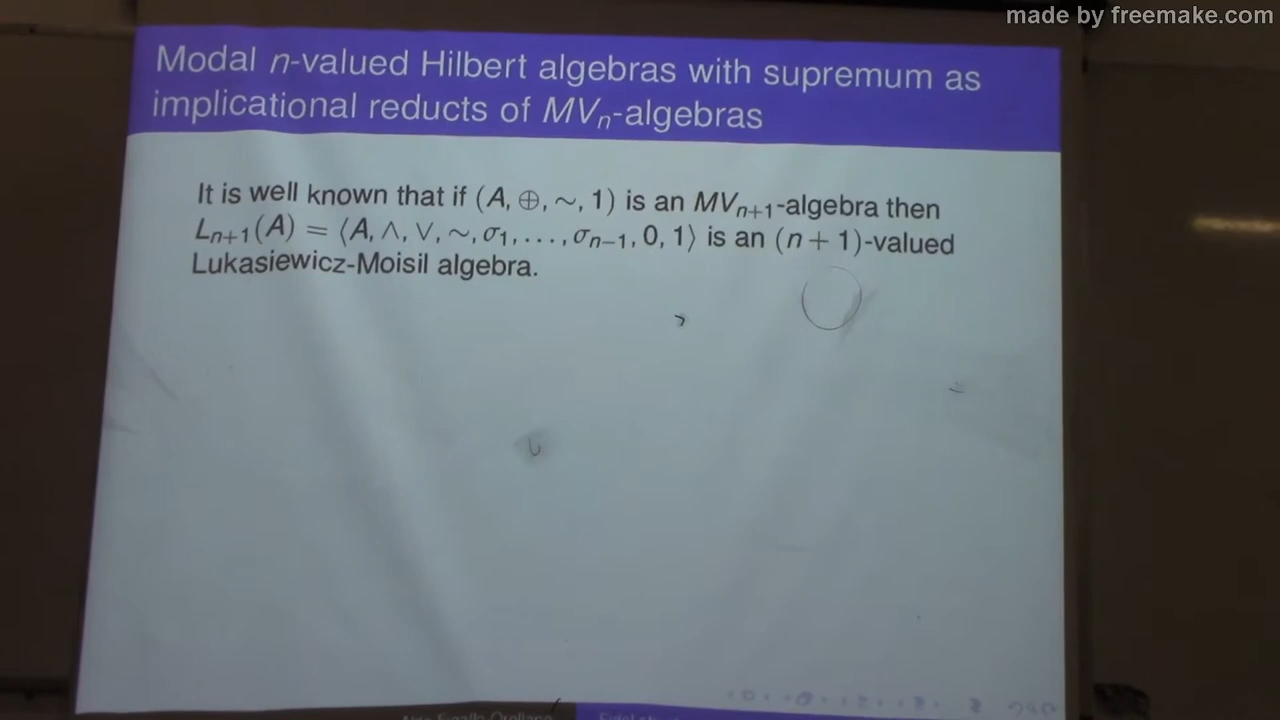 made by freemake.com
Modal n-valued Hilbert algebras with supremum as
implicational reducts of MVₙ-algebras
It is well known that if (A, ⊕, ∼, 1) is an MVₙ₊₁-algebra then
Lₙ₊₁(A) = ⟨A, ∧, ∨, ∼, σ₁, . . . , σₙ₋₁, 0, 1⟩ is an (n + 1)-valued
Lukasiewicz-Moisil algebra.